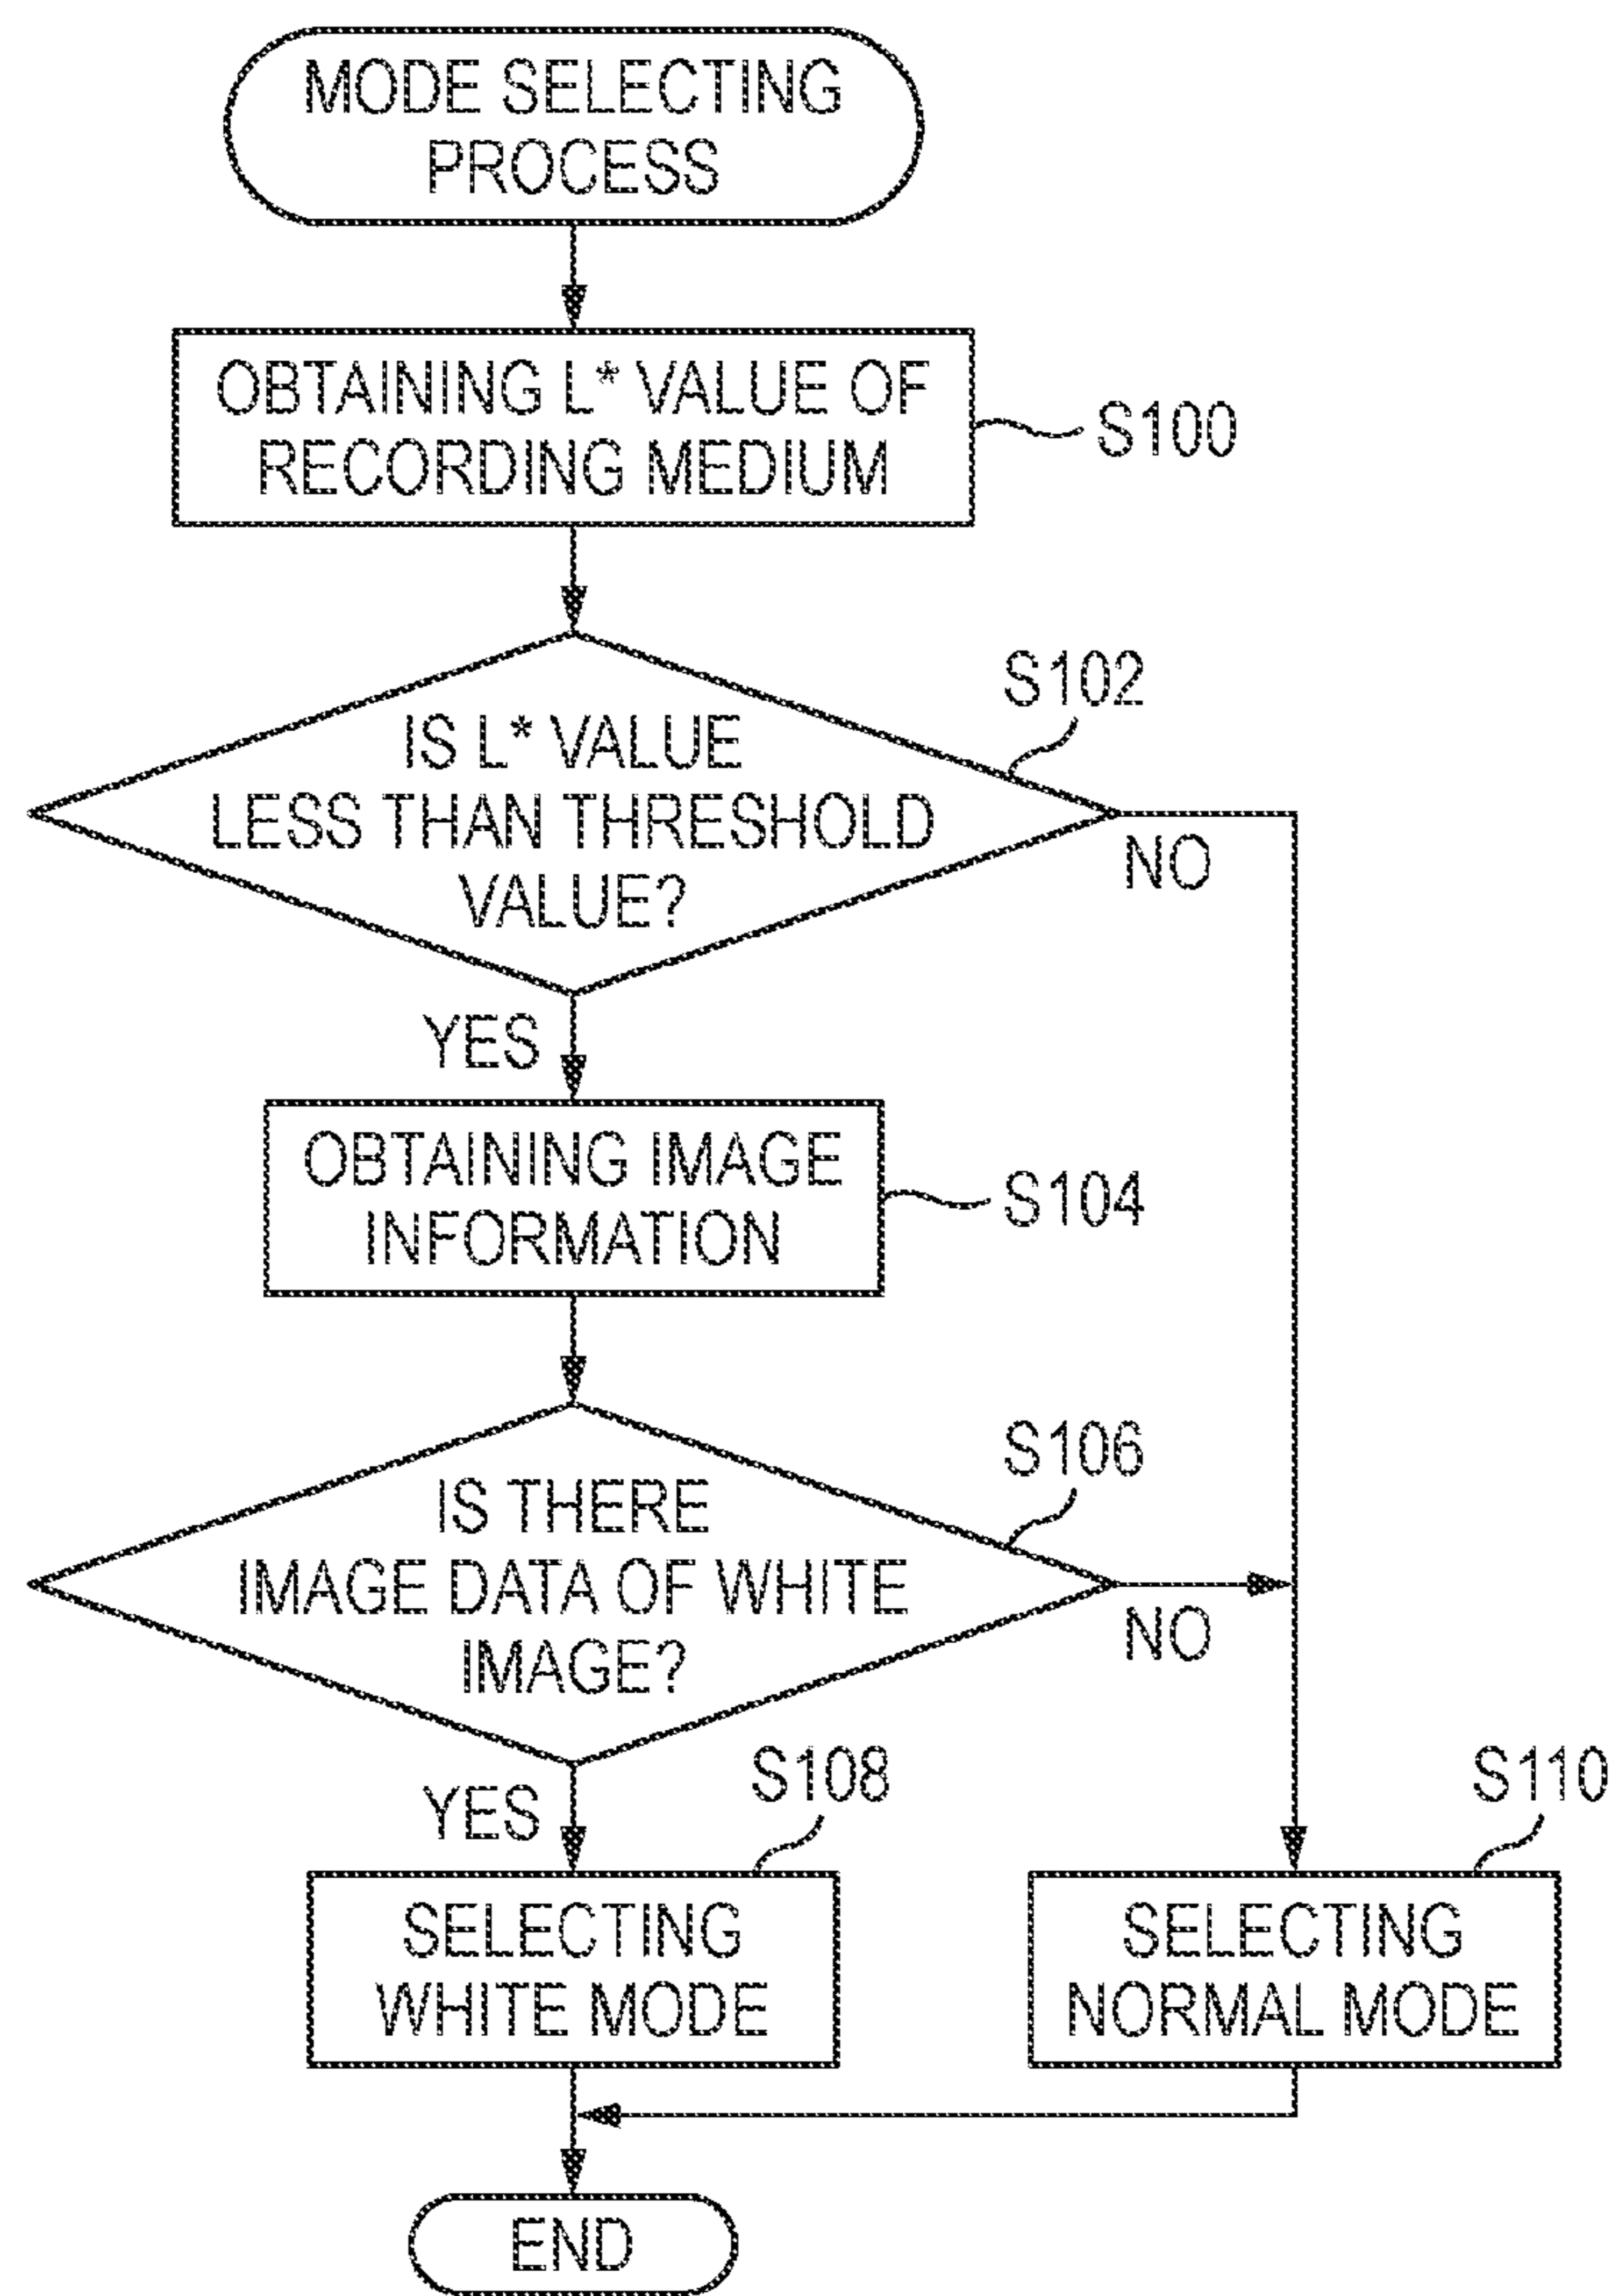 MODE SELECTING
PROCESS
OBTAINING L* VALUE OF
RECORDING MEDIUM
S100
S102
IS L* VALUE
LESS THAN THRESHOLD
VALUE?
NO
YES
OBTAINING IMAGE
INFORMATION
S104
S106
IS THERE
IMAGE DATA OF WHITE
IMAGE?
NO
YES
S108
S110
SELECTING
WHITE MODE
SELECTING
NORMAL MODE
END